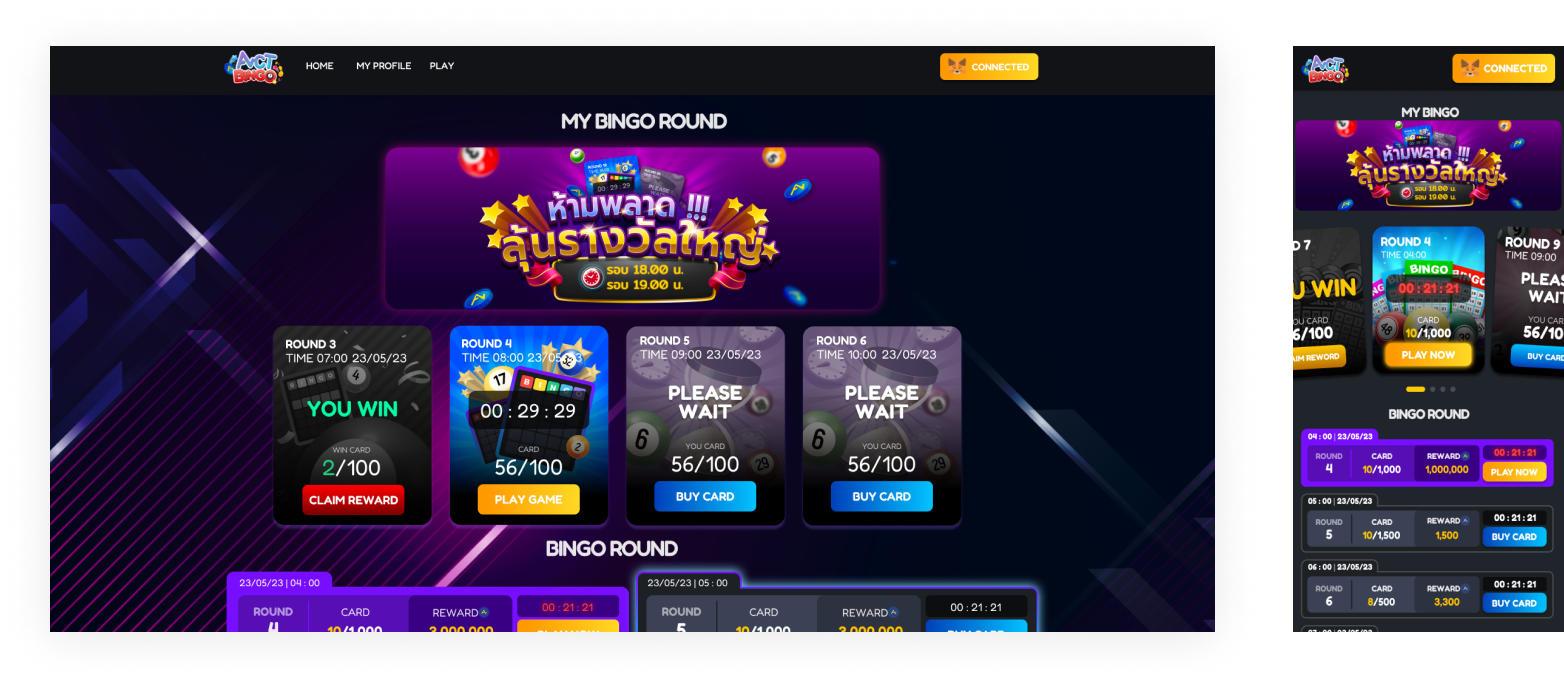 AACT
BINGO
HOME
MY PROFILE
PLAY
CONNECTED
MY BINGO ROUND
ห้ามพลาด !!!
ลุ้นรางวัลใหญ่
รอบ 18.00 น.
รอบ 19.00 น.
ROUND 3
TIME 07:00 23/05/23
YOU WIN
WIN CARD
2/100
CLAIM REWARD
ROUND 4
TIME 08:00 23/05/23
00 : 29 : 29
CARD
56/100
PLAY GAME
ROUND 5
TIME 09:00 23/05/23
PLEASE
WAIT
YOU CARD
56/100
BUY CARD
ROUND 6
TIME 10:00 23/05/23
PLEASE
WAIT
YOU CARD
56/100
BUY CARD
BINGO ROUND
23/05/23 | 04 : 00
ROUND
4
CARD
10/1,000
REWARD
3,000,000
00 : 21 : 21
PLAY NOW
23/05/23 | 05 : 00
ROUND
5
CARD
10/1,000
REWARD
3,000,000
00 : 21 : 21
BUY CARD
CONNECTED
MY BINGO
ห้ามพลาด !!!
ลุ้นรางวัลใหญ่
รอบ 18.00 น.
รอบ 19.00 น.
D 7
U WIN
OU CARD
6/100
IM REWORD
ROUND 4
TIME 04:00
BINGO
00 : 21 : 21
CARD
10/1,000
PLAY NOW
ROUND 9
TIME 09:00
PLEAS
WAIT
YOU CAR
56/10
BUY CARD
BINGO ROUND
04 : 00 | 23/05/23
ROUND
4
CARD
10/1,000
REWARD
1,000,000
00 : 21 : 21
PLAY NOW
05 : 00 | 23/05/23
ROUND
5
CARD
10/1,500
REWARD
1,500
00 : 21 : 21
BUY CARD
06 : 00 | 23/05/23
ROUND
6
CARD
8/500
REWARD
3,300
00 : 21 : 21
BUY CARD